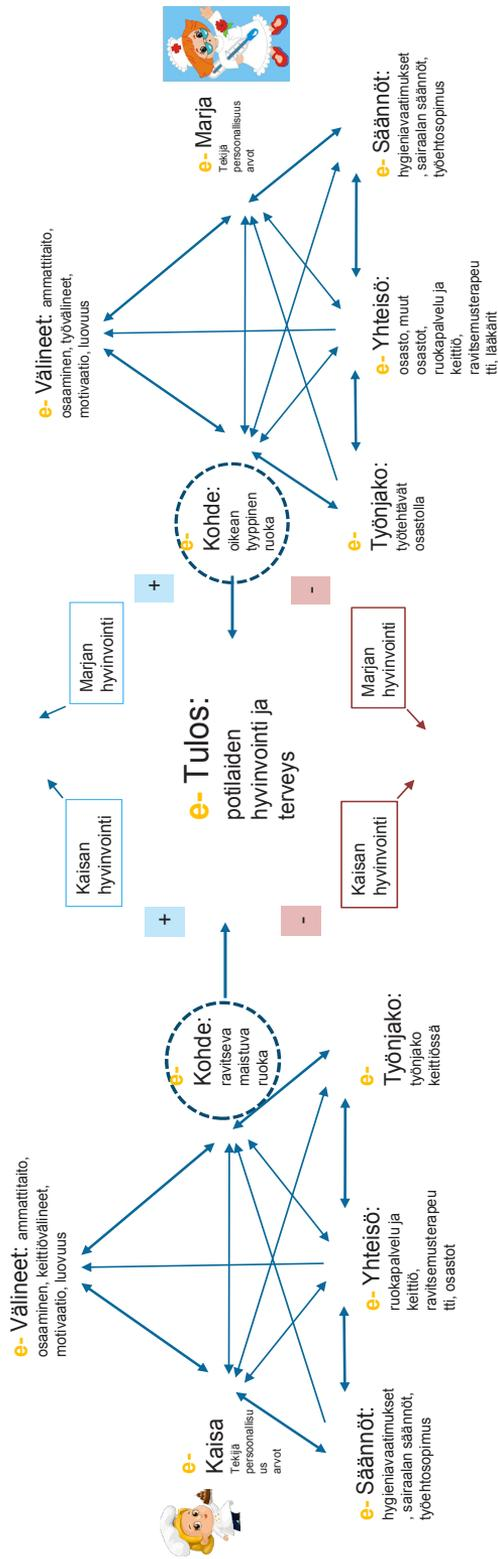 e- Välineet: ammattitaito,
osaaminen, keittiövälineet,
motivaatio, luovuus
e-
Kaisa
Tekijä
persoonallisu
us
arvot
e- Säännöt:
hygieniavaatimukset
, sairaalan säännöt,
työehtosopimus
e- Yhteisö:
ruokapalvelu ja
keittiö,
ravitsemusterapeu
tti, osastot
e-
Työnjako:
työnjako
keittiössä
e-
Kohde:
ravitseva
maistuva
ruoka
+
-
Kaisan
hyvinvointi
Kaisan
hyvinvointi
e- Tulos:
potilaiden
hyvinvointi ja
terveys
Marjan
hyvinvointi
Marjan
hyvinvointi
+
-
e-
Kohde:
oikean
tyyppinen
ruoka
e- Välineet: ammattitaito,
osaaminen, työvälineet,
motivaatio, luovuus
e- Marja
Tekijä
persoonallisuus
arvot
e-
Työnjako:
työtehtävät
osastolla
e- Yhteisö:
osasto, muut
osastot,
ruokapalvelu ja
keittiö,
ravitsemusterapeu
tti, lääkärit
e- Säännöt:
hygieniavaatimukset
, sairaalan säännöt,
työehtosopimus